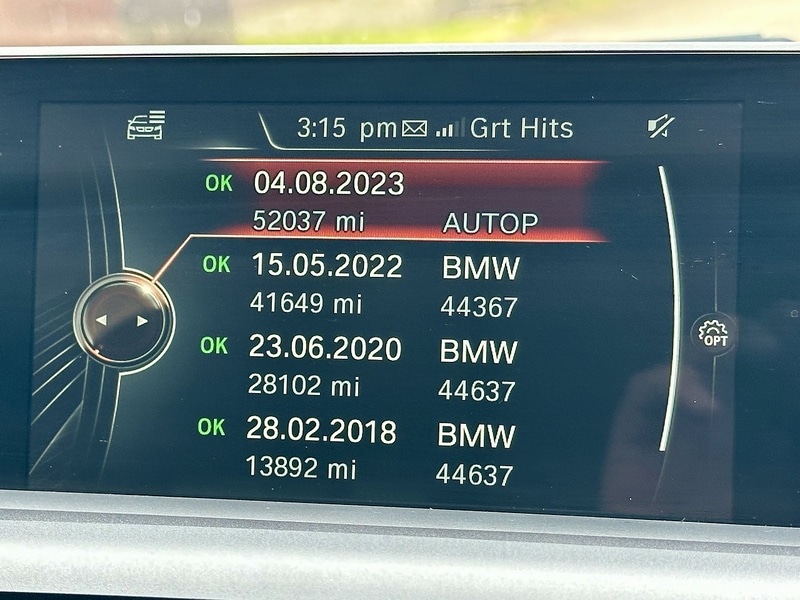 3:15 pm Grt Hits
OK 04.08.2023
52037 mi AUTOP
OK 15.05.2022 BMW
41649 mi 44367
OK 23.06.2020 BMW
28102 mi 44637
OPT
OK 28.02.2018 BMW
13892 mi 44637